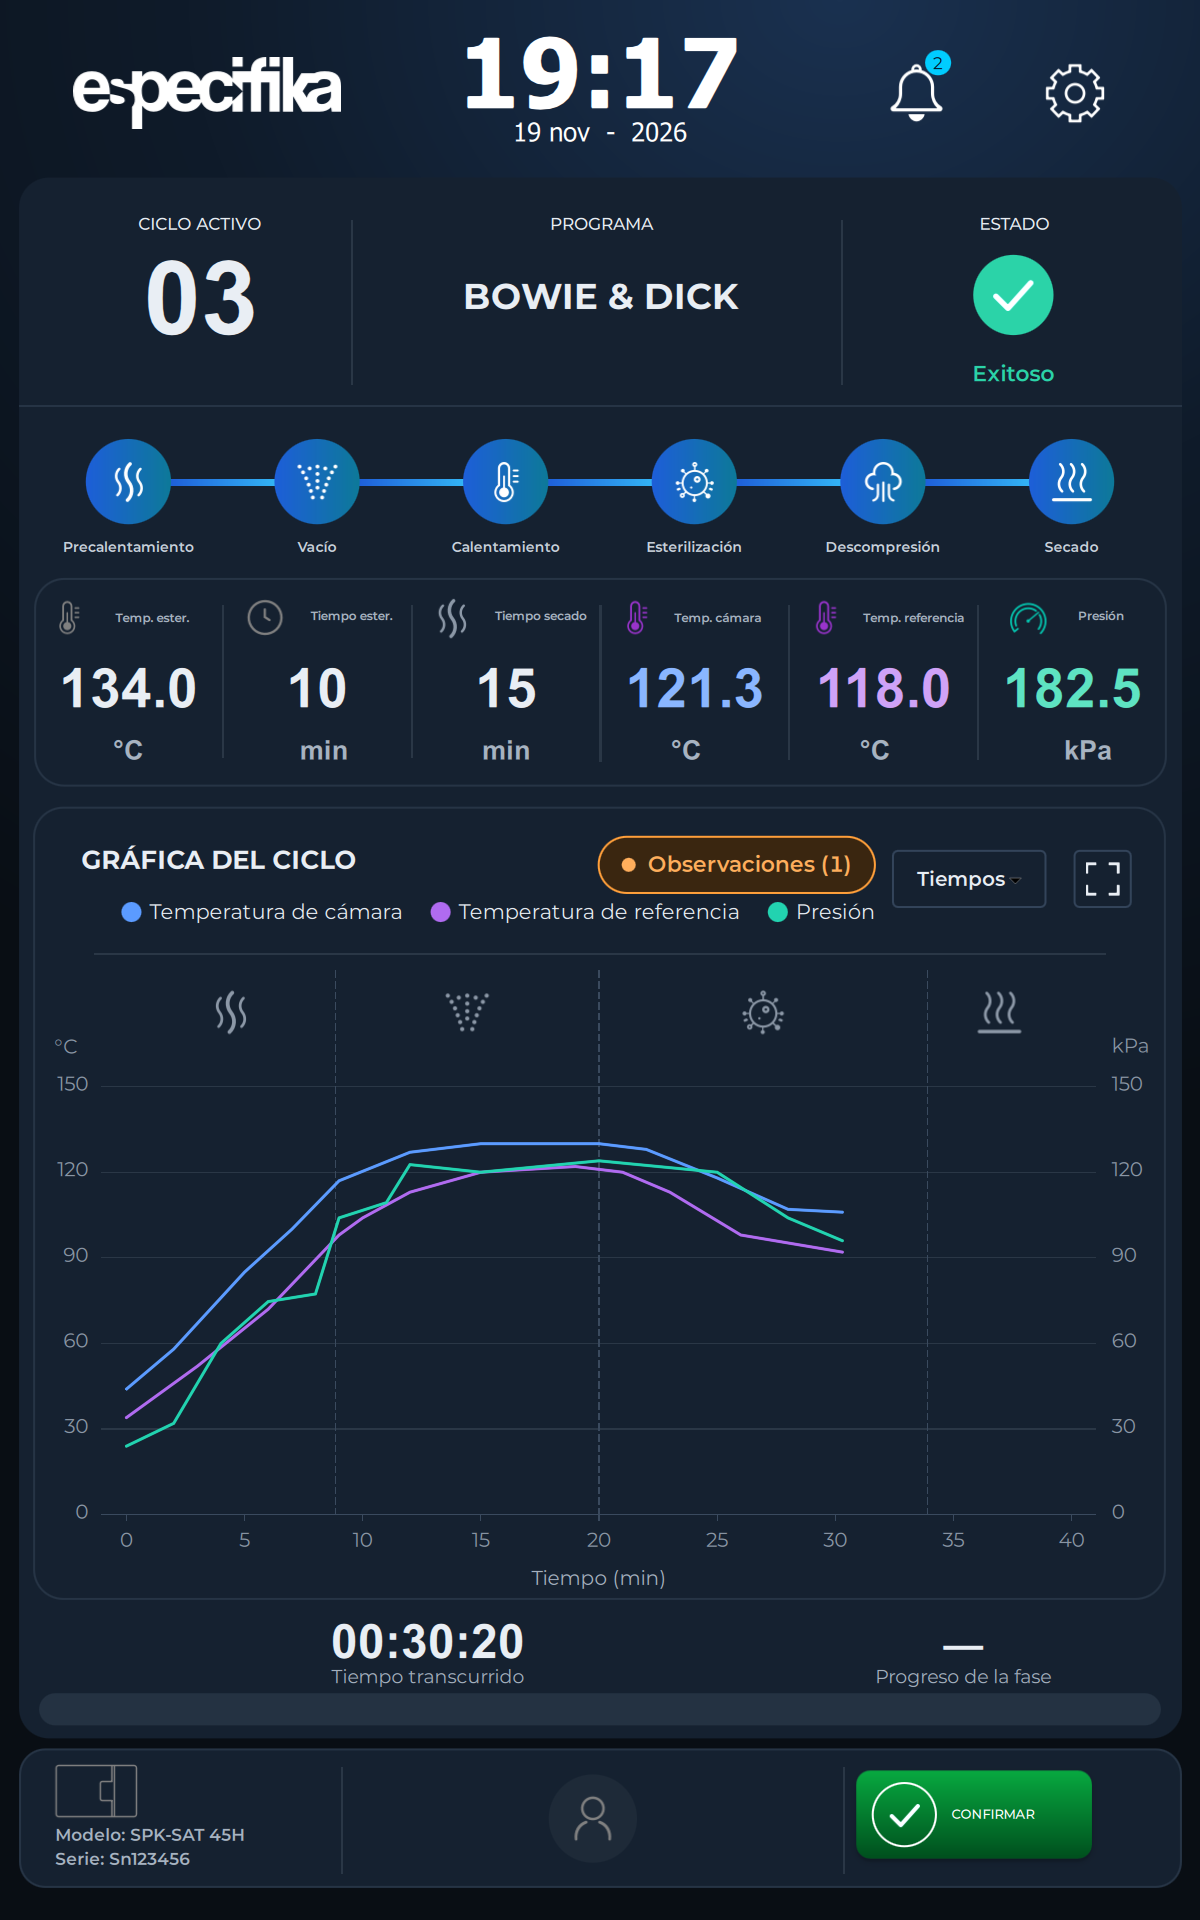 especifika
19:17
2
19 nov - 2026
CICLO ACTIVO
PROGRAMA
ESTADO
03
BOWIE & DICK
Exitoso
Precalentamiento
Vacío
Calentamiento
Esterilización
Descompresión
Secado
Temp. ester.
Tiempo ester.
Tiempo secado
Temp. cámara
Temp. referencia
Presión
134.0
10
15
121.3
118.0
182.5
°C
min
min
°C
°C
kPa
GRÁFICA DEL CICLO
Observaciones (1)
Tiempos
Temperatura de cámara
Temperatura de referencia
Presión
°C
kPa
150
150
120
120
90
90
60
60
30
30
0
0
0 5 10 15 20 25 30 35 40
Tiempo (min)
00:30:20
—
Tiempo transcurrido
Progreso de la fase
Modelo: SPK-SAT 45H
Serie: Sn123456
CONFIRMAR